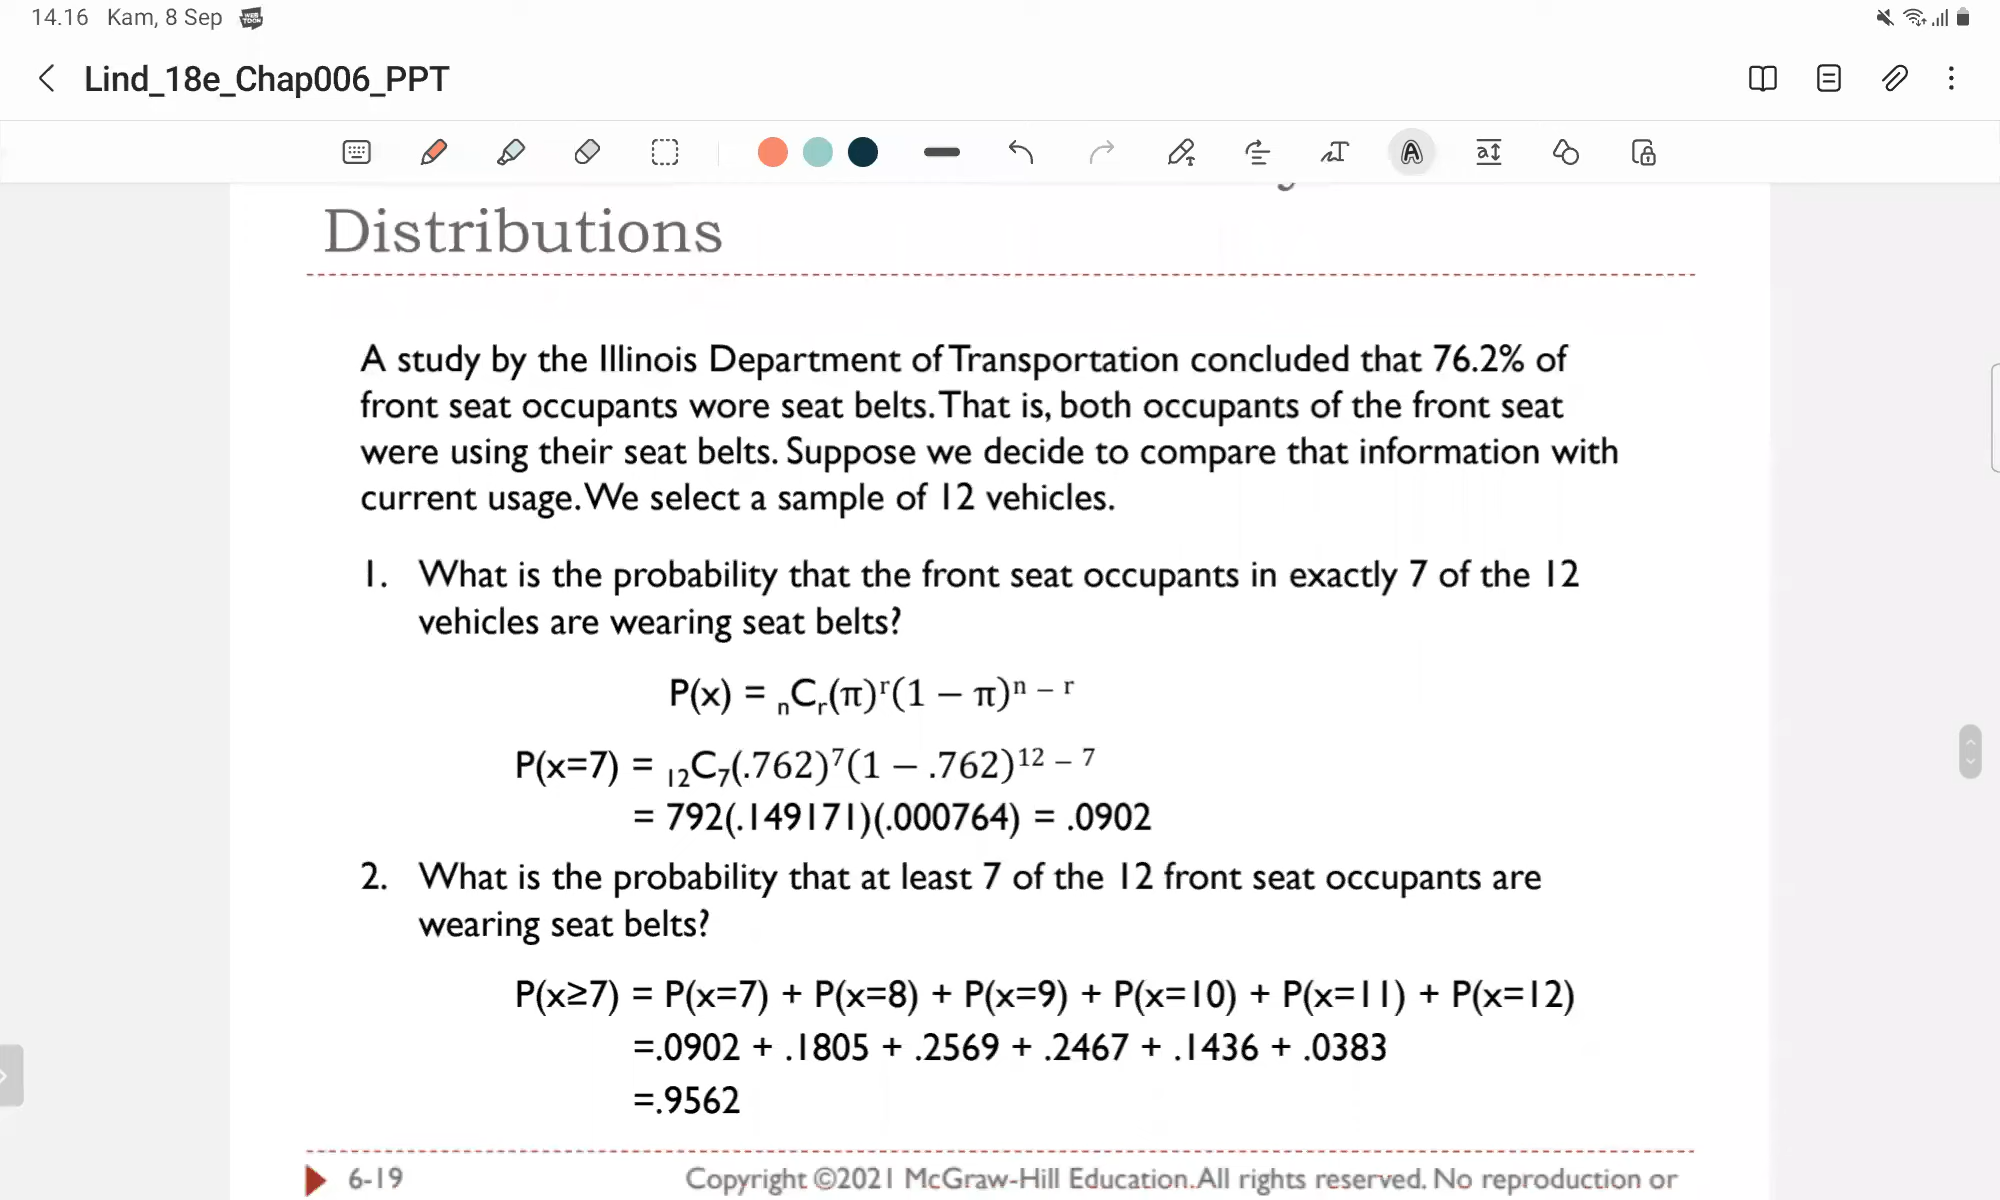 14.16 Kam, 8 Sep WEB TOON
Lind_18e_Chap006_PPT
Distributions
A study by the Illinois Department of Transportation concluded that 76.2% of
front seat occupants wore seat belts. That is, both occupants of the front seat
were using their seat belts. Suppose we decide to compare that information with
current usage. We select a sample of 12 vehicles.
1. What is the probability that the front seat occupants in exactly 7 of the 12
vehicles are wearing seat belts?
P(x) = ₙCᵣ(π)ʳ(1 – π)ⁿ ⁻ ʳ
P(x=7) = ₁₂C₇(.762)⁷(1 – .762)¹² ⁻ ⁷
= 792(.149171)(.000764) = .0902
2. What is the probability that at least 7 of the 12 front seat occupants are
wearing seat belts?
P(x≥7) = P(x=7) + P(x=8) + P(x=9) + P(x=10) + P(x=11) + P(x=12)
=.0902 + .1805 + .2569 + .2467 + .1436 + .0383
=.9562
6-19 Copyright ©2021 McGraw-Hill Education. All rights reserved. No reproduction or